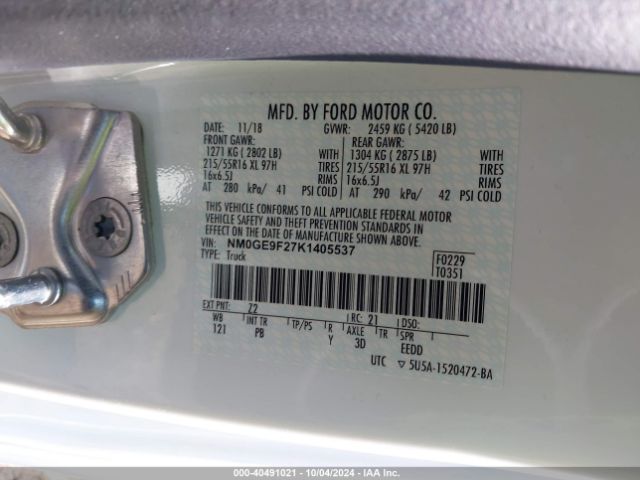 MFD. BY FORD MOTOR CO.
DATE: 11/18 GVWR: 2459 KG ( 5420 LB)
FRONT GAWR: REAR GAWR:
1271 KG ( 2802 LB) WITH 1304 KG ( 2875 LB) WITH
215/55R16 XL 97H TIRES 215/55R16 XL 97H TIRES
16x6.5J RIMS 16x6.5J RIMS
AT 280 kPa/ 41 PSI COLD AT 290 kPa/ 42 PSI COLD
THIS VEHICLE CONFORMS TO ALL APPLICABLE FEDERAL MOTOR
VEHICLE SAFETY AND THEFT PREVENTION STANDARDS IN
EFFECT ON THE DATE OF MANUFACTURE SHOWN ABOVE.
VIN: NM0GE9F27K1405537 F0229
TYPE: Truck T0351
EXT PNT: Z2 RC: 21 DSO:
WB INT TR TP/PS R AXLE TR SPR
121 PB Y 3D EEDD
UTC ▽ 5U5A-1520472-BA
000-40491021 - 10/04/2024 - IAAI.COM